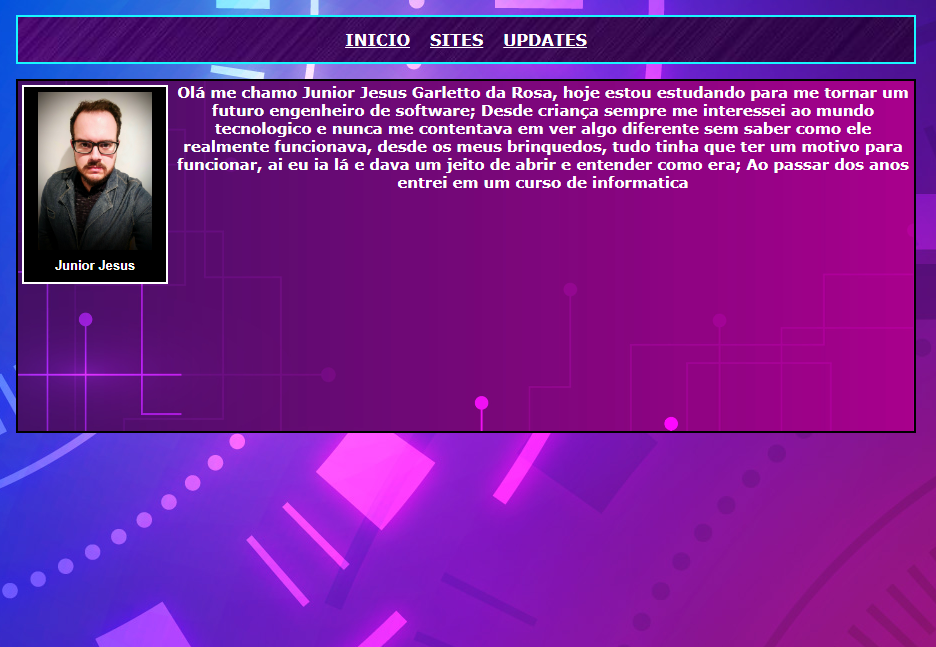 INICIO SITES UPDATES
Olá me chamo Junior Jesus Garletto da Rosa, hoje estou estudando para me tornar um
futuro engenheiro de software; Desde criança sempre me interessei ao mundo
tecnologico e nunca me contentava em ver algo diferente sem saber como ele
realmente funcionava, desde os meus brinquedos, tudo tinha que ter um motivo para
funcionar, ai eu ia lá e dava um jeito de abrir e entender como era; Ao passar dos anos
entrei em um curso de informatica
Junior Jesus